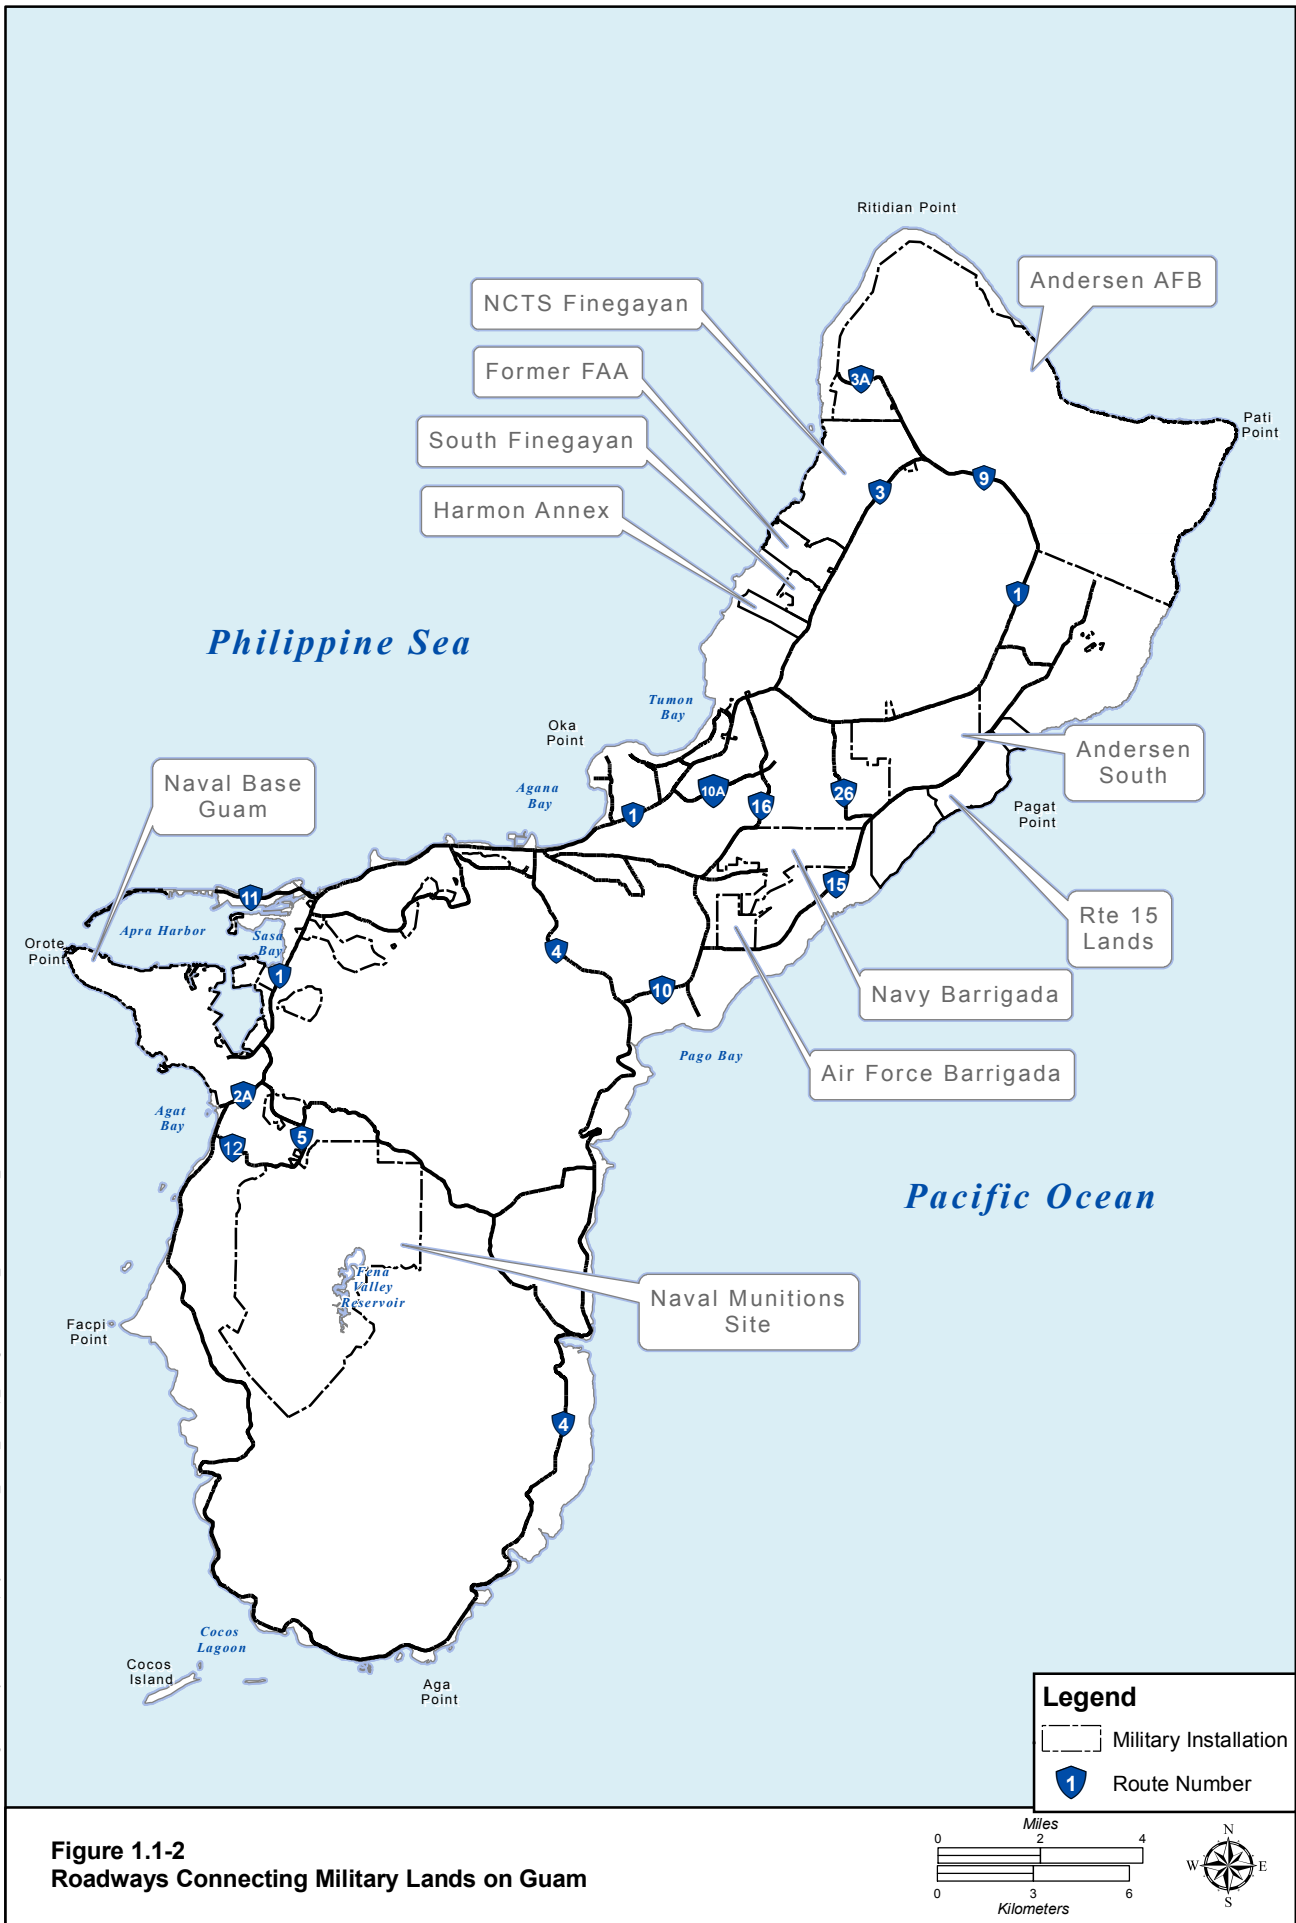 Ritidian Point
Andersen AFB
NCTS Finegayan
Former FAA
3A
South Finegayan
Pati
Point
Harmon Annex
3
9
1
Philippine Sea
Tumon
Bay
Oka
Point
Andersen
South
Naval Base
Guam
Agana
Bay
10A
16
26
1
Pagat
Point
11
15
Rte 15
Lands
Apra Harbor
Sasa
Bay
Orote
Point
4
1
10
Navy Barrigada
Pago Bay
Air Force Barrigada
2A
Agat
Bay
12
5
Pacific Ocean
Fena
Valley
Reservoir
Naval Munitions
Site
Facpi
Point
4
Cocos
Lagoon
Cocos
Island
Aga
Point
Legend
Military Installation
1 Route Number
Figure 1.1-2
Roadways Connecting Military Lands on Guam
Miles
0 2 4
0 3 6
Kilometers
N
W E
S